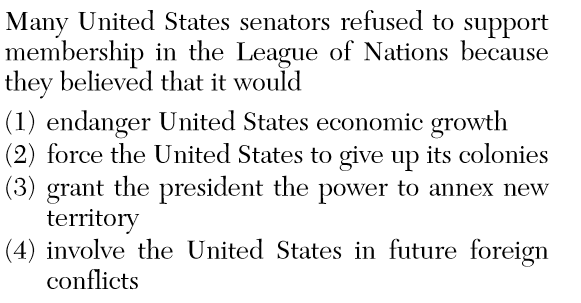 Many United States senators refused to support
membership in the League of Nations because
they believed that it would
(1) endanger United States economic growth
(2) force the United States to give up its colonies
(3) grant the president the power to annex new
territory
(4) involve the United States in future foreign
conflicts